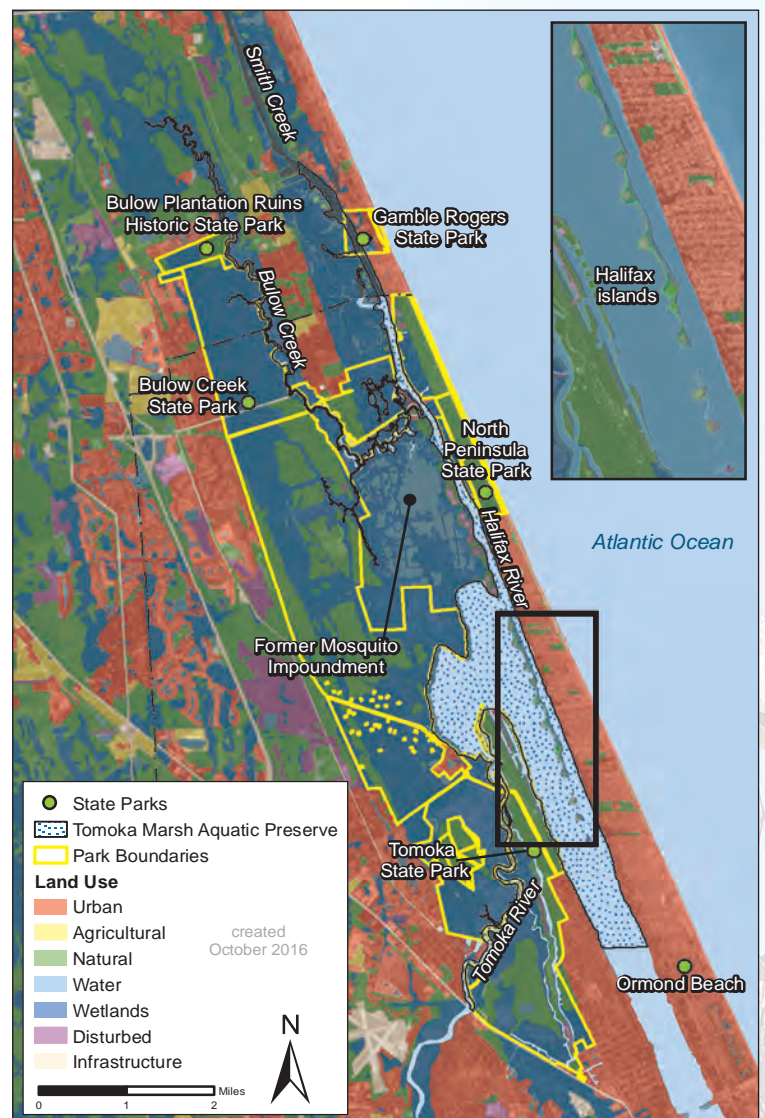 Smith Creek
Bulow Plantation Ruins
Historic State Park
Gamble Rogers
State Park
Halifax
islands
Bulow Creek
Bulow Creek
State Park
North
Peninsula
State Park
Halifax River
Atlantic Ocean
Former Mosquito
Impoundment
Tomoka
State Park
Tomoka River
Ormond Beach
State Parks
Tomoka Marsh Aquatic Preserve
Park Boundaries
Land Use
Urban
Agricultural
Natural
Water
Wetlands
Disturbed
Infrastructure
created
October 2016
N
Miles
0 1 2